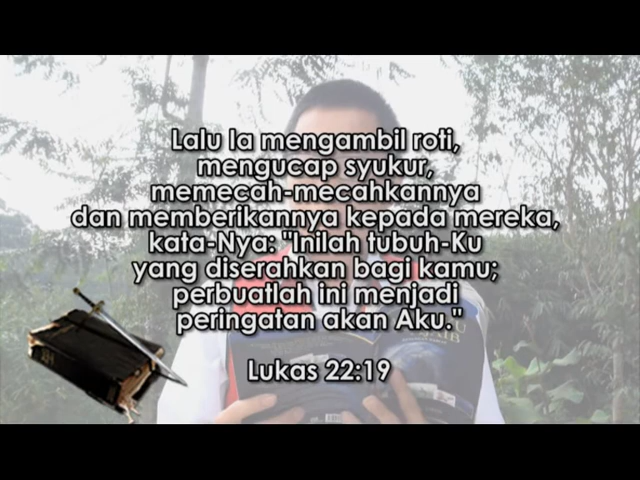 Lalu Ia mengambil roti,
mengucap syukur,
memecah-mecahkannya
dan memberikannya kepada mereka,
kata-Nya: "Inilah tubuh-Ku
yang diserahkan bagi kamu;
perbuatlah ini menjadi
peringatan akan Aku."
Lukas 22:19